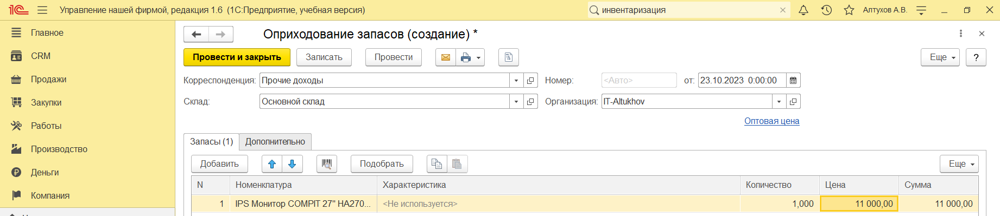 1С Управление нашей фирмой, редакция 1.6 (1С:Предприятие, учебная версия) инвентаризация Алтухов А.В.
Главное
CRM
Продажи
Закупки
Работы
Производство
Деньги
Компания
Оприходование запасов (создание) *
Провести и закрыть Записать Провести Еще ?
Корреспонденция: Прочие доходы Номер: <Авто> от: 23.10.2023 0:00:00
Склад: Основной склад Организация: IT-Altukhov
Оптовая цена
Запасы (1) Дополнительно
Добавить Подобрать Еще
N Номенклатура Характеристика Количество Цена Сумма
1 IPS Монитор COMPIT 27" HA270... <Не используется> 1,000 11 000,00 11 000,00